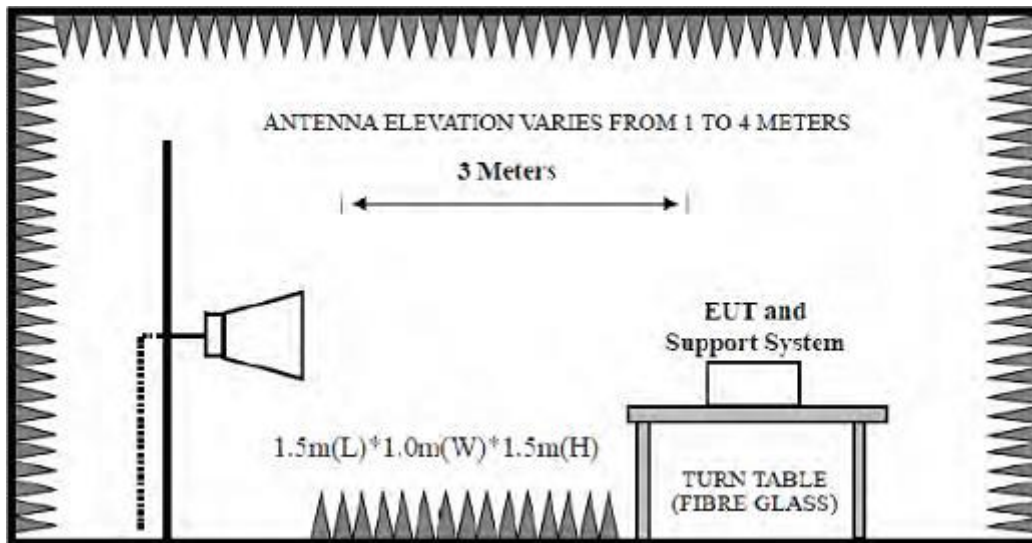 ANTENNA ELEVATION VARIES FROM 1 TO 4 METERS
3 Meters
EUT and
Support System
1.5m(L)*1.0m(W)*1.5m(H)
TURN TABLE
(FIBRE GLASS)